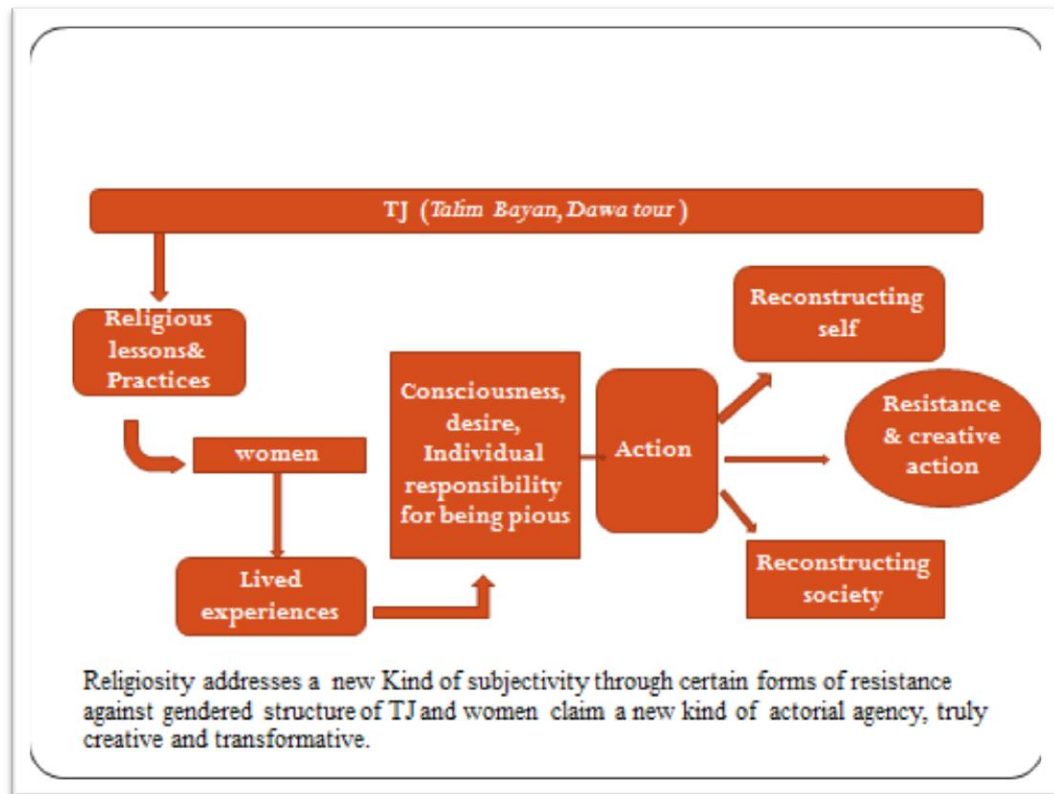 TJ (Talim Bayan, Dawa tour )
Religious
lessons&
Practices
women
Lived
experiences
Consciousness,
desire,
Individual
responsibility
for being pious
Action
Reconstructing
self
Resistance
& creative
action
Reconstructing
society
Religiosity addresses a new Kind of subjectivity through certain forms of resistance
against gendered structure of TJ and women claim a new kind of actorial agency, truly
creative and transformative.